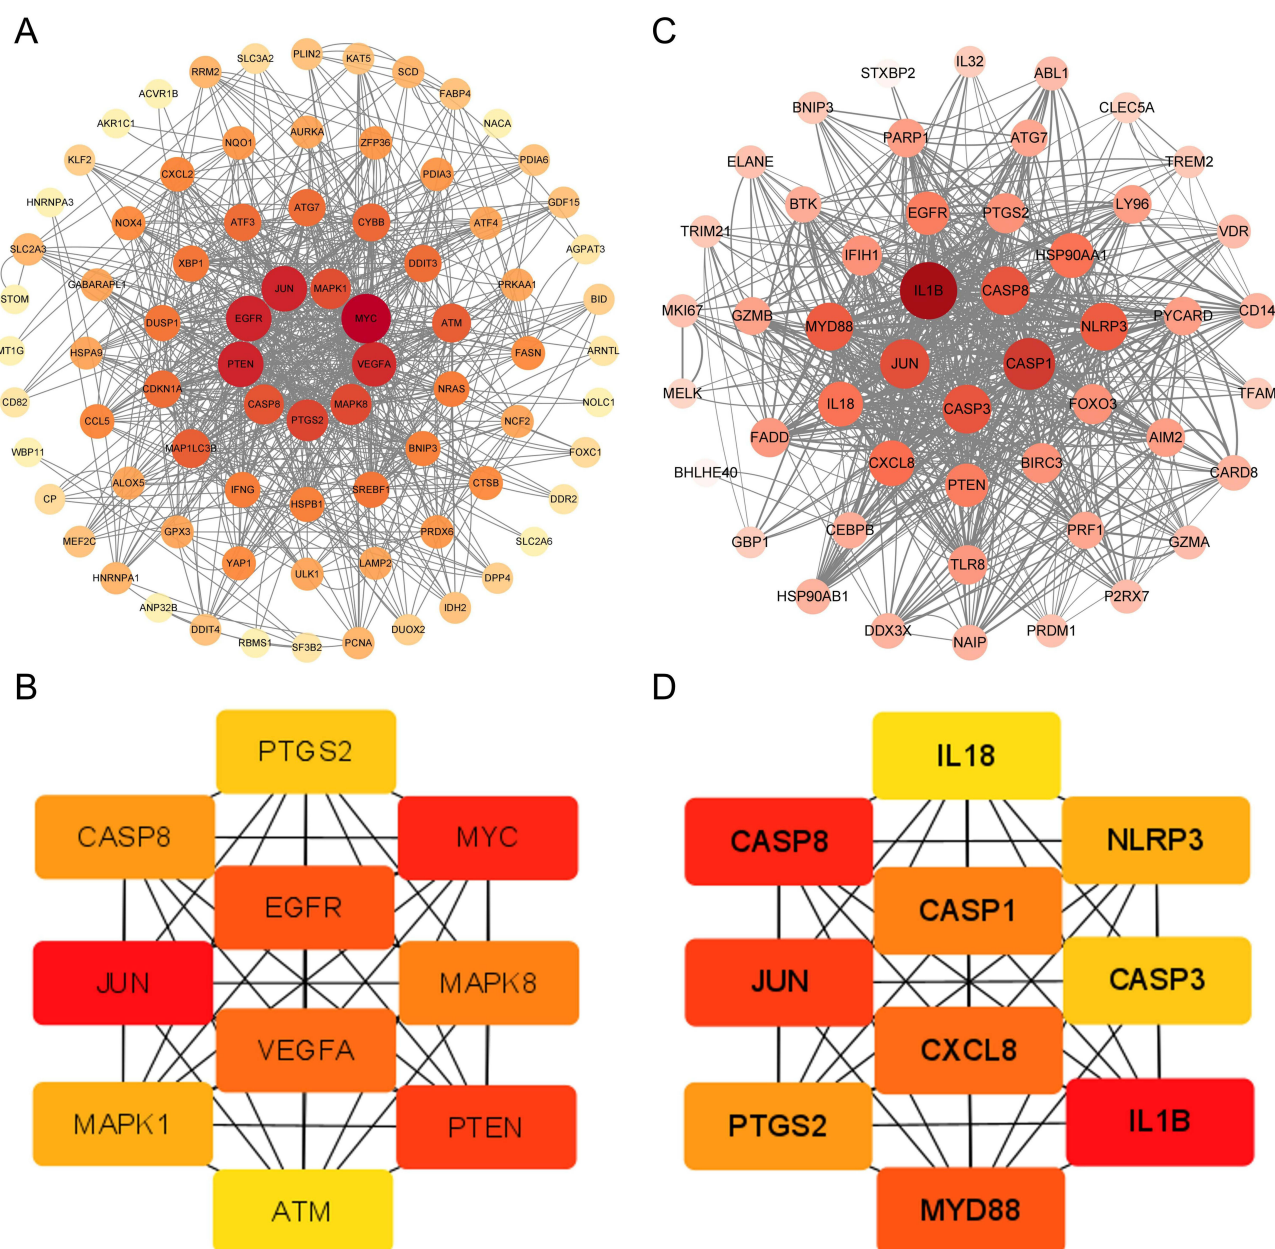 A
SLC3A2
PLIN2
KAT5
RRM2
SCD
ACVR1B
FABP4
AKR1C1
NACA
AURKA
NQO1
ZFP36
KLF2
PDIA6
CXCL2
PDIA3
HNRNPA3
GDF15
ATG7
NOX4
ATF3
CYBB
ATF4
SLC2A3
AGPAT3
XBP1
DDIT3
GABARAPL1
PRKAA1
STOM
JUN
MAPK1
BID
DUSP1
EGFR
MYC
ATM
MT1G
HSPA9
FASN
ARNTL
PTEN
VEGFA
CD82
CDKN1A
NRAS
NOLC1
CASP8
MAPK8
CCL5
PTGS2
NCF2
WBP11
MAP1LC3B
BNIP3
FOXC1
ALOX5
IFNG
SREBF1
CTSB
CP
HSPB1
DDR2
MEF2C
GPX3
PRDX6
SLC2A6
YAP1
ULK1
LAMP2
HNRNPA1
DPP4
ANP32B
IDH2
DDIT4
DUOX2
RBMS1
SF3B2
PCNA
C
STXBP2
IL32
ABL1
BNIP3
CLEC5A
PARP1
ATG7
ELANE
TREM2
BTK
LY96
EGFR
PTGS2
TRIM21
VDR
IFIH1
HSP90AA1
IL1B
CASP8
MKI67
GZMB
MYD88
NLRP3
PYCARD
CD14
JUN
CASP1
MELK
TFAM
IL18
CASP3
FOXO3
FADD
AIM2
BHLHE40
CXCL8
BIRC3
CARD8
PTEN
GBP1
CEBPB
PRF1
GZMA
TLR8
HSP90AB1
P2RX7
DDX3X
NAIP
PRDM1
B
PTGS2
CASP8
MYC
EGFR
JUN
MAPK8
VEGFA
MAPK1
PTEN
ATM
D
IL18
CASP8
NLRP3
CASP1
JUN
CASP3
CXCL8
PTGS2
IL1B
MYD88